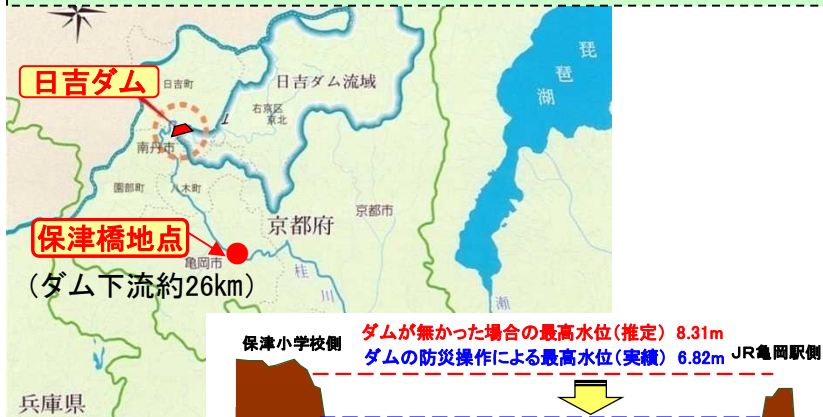 日吉ダム
日吉町
日吉ダム流域
琵琶湖
右京区
京北
南丹市
園部町
八木町
京都市
京都府
保津橋地点
亀岡市
(ダム下流約26km)
桂川
瀬
保津小学校側
ダムが無かった場合の最高水位(推定) 8.31m
ダムの防災操作による最高水位(実績) 6.82m
JR亀岡駅側
兵庫県